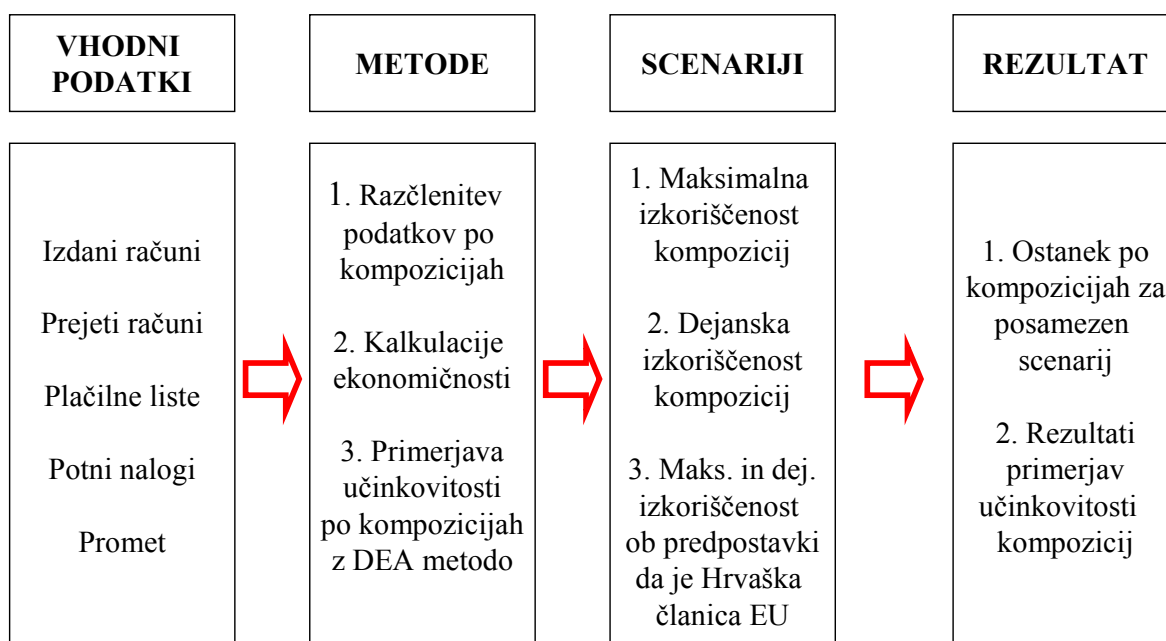 VHODNI
PODATKI
METODE
SCENARIJI
REZULTAT
Izdani računi
Prejeti računi
Plačilne liste
Potni nalogi
Promet
1. Razčlenitev
podatkov po
kompozicijah
2. Kalkulacije
ekonomičnosti
3. Primerjava
učinkovitosti
po kompozicijah
z DEA metodo
1. Maksimalna
izkoriščenost
kompozicij
2. Dejanska
izkoriščenost
kompozicij
3. Maks. in dej.
izkoriščenost
ob predpostavki
da je Hrvaška
članica EU
1. Ostanek po
kompozicijah za
posamezen
scenarij
2. Rezultati
primerjav
učinkovitosti
kompozicij